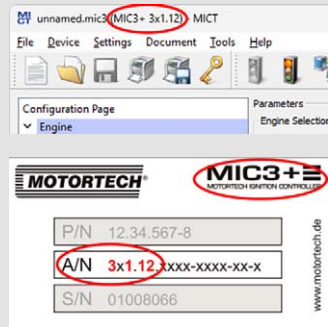 unnamed.mic3 (MIC3+ 3x1.12) - MICT
File Device Settings Document Tools Help
Configuration Page
Engine
Parameters
Engine Selection
MOTORTECH®
MIC3+
MOTORTECH IGNITION CONTROLLER
P/N 12.34.567-8
A/N 3x1.12.xxxx-xxxx-xx-x
S/N 01008066
www.motortech.de